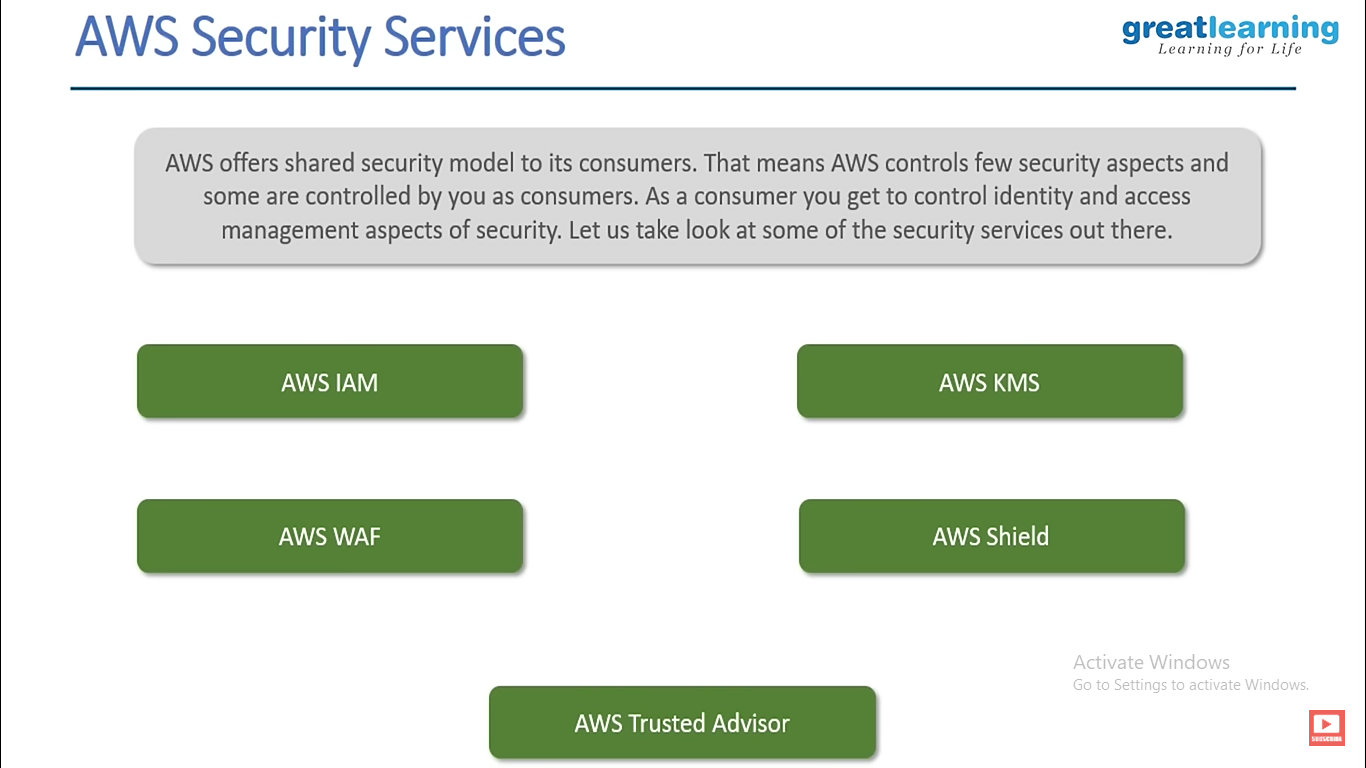 AWS Security Services
greatlearning
Learning for Life
AWS offers shared security model to its consumers. That means AWS controls few security aspects and
some are controlled by you as consumers. As a consumer you get to control identity and access
management aspects of security. Let us take look at some of the security services out there.
AWS IAM
AWS KMS
AWS WAF
AWS Shield
Activate Windows
Go to Settings to activate Windows.
AWS Trusted Advisor
SUBSCRIBE